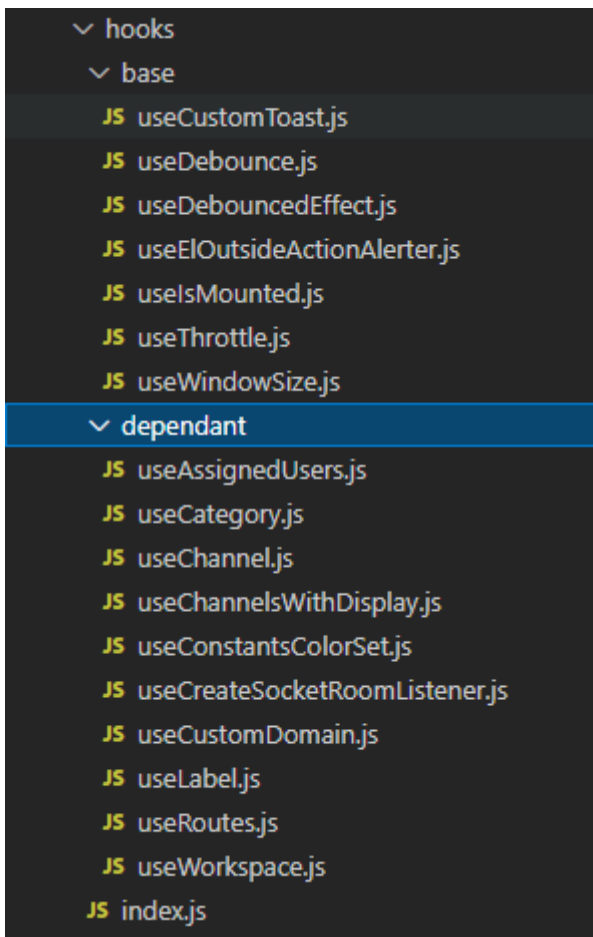 hooks
base
JS useCustomToast.js
JS useDebounce.js
JS useDebouncedEffect.js
JS useElOutsideActionAlerter.js
JS useIsMounted.js
JS useThrottle.js
JS useWindowSize.js
dependant
JS useAssignedUsers.js
JS useCategory.js
JS useChannel.js
JS useChannelsWithDisplay.js
JS useConstantsColorSet.js
JS useCreateSocketRoomListener.js
JS useCustomDomain.js
JS useLabel.js
JS useRoutes.js
JS useWorkspace.js
JS index.js